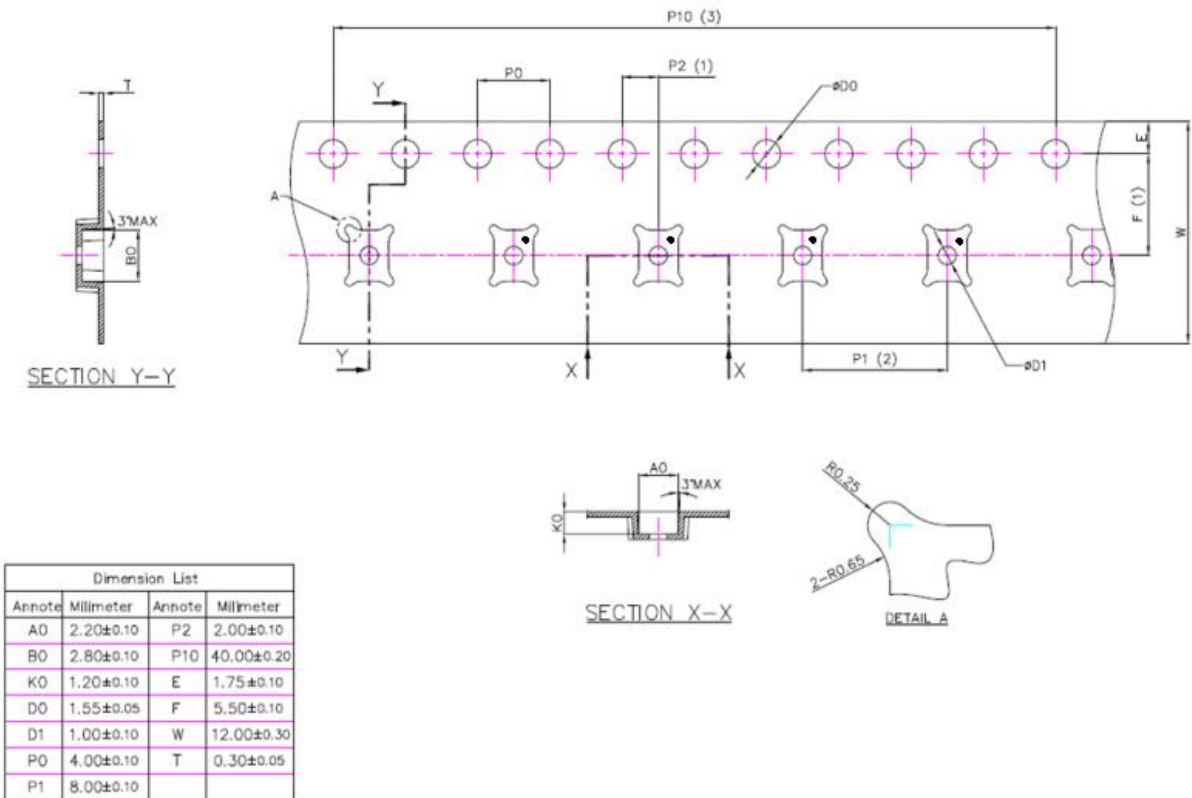 P10 (3)
P0
P2 (1)
T
Y
øD0
E
A
3°MAX
B0
F (1)
W
Y
X
X
P1 (2)
øD1
SECTION Y-Y
A0
3°MAX
K0
R0.25
2-R0.65
SECTION X-X
DETAIL A
Dimension List
Annote Milimeter Annote Milimeter
A0 2.20±0.10 P2 2.00±0.10
B0 2.80±0.10 P10 40.00±0.20
K0 1.20±0.10 E 1.75±0.10
D0 1.55±0.05 F 5.50±0.10
D1 1.00±0.10 W 12.00±0.30
P0 4.00±0.10 T 0.30±0.05
P1 8.00±0.10